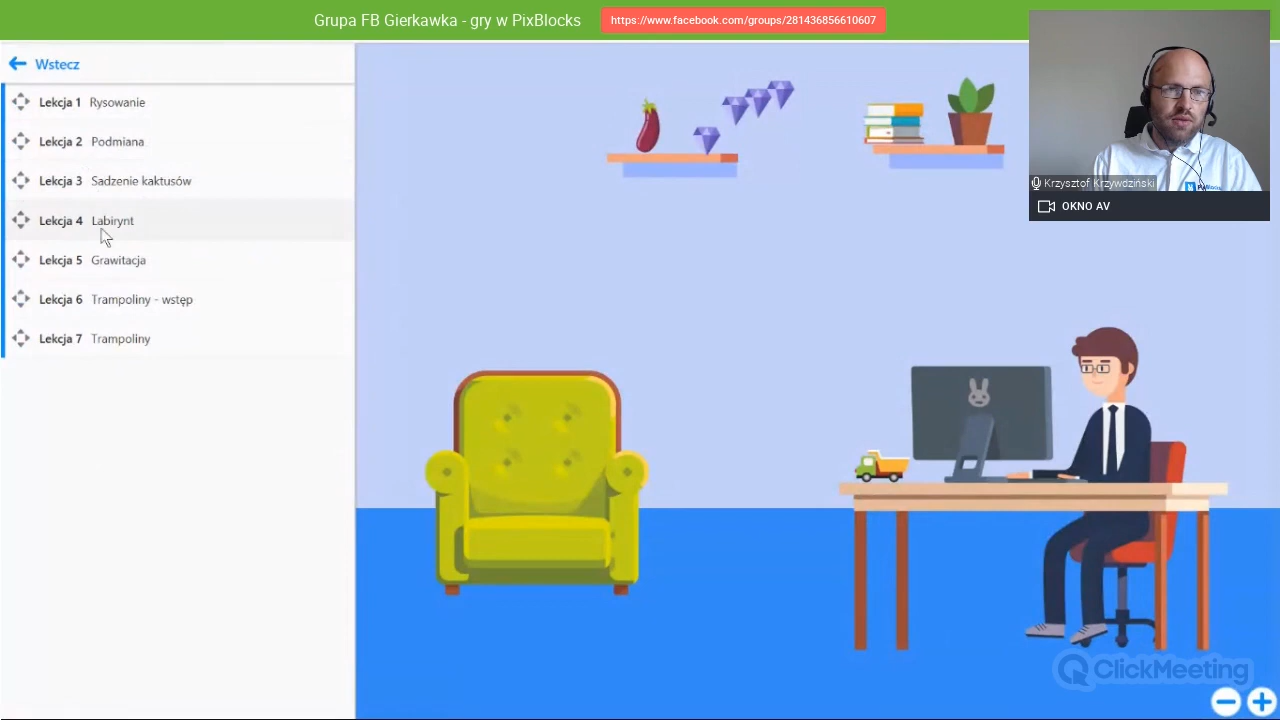 Grupa FB Gierkawka - gry w PixBlocks
https://www.facebook.com/groups/281436856610607
Wstecz
Lekcja 1 Rysowanie
Lekcja 2 Podmiana
Lekcja 3 Sadzenie kaktusów
Lekcja 4 Labirynt
Lekcja 5 Grawitacja
Lekcja 6 Trampoliny - wstęp
Lekcja 7 Trampoliny
Krzysztof Krzywdziński
OKNO AV
ClickMeeting